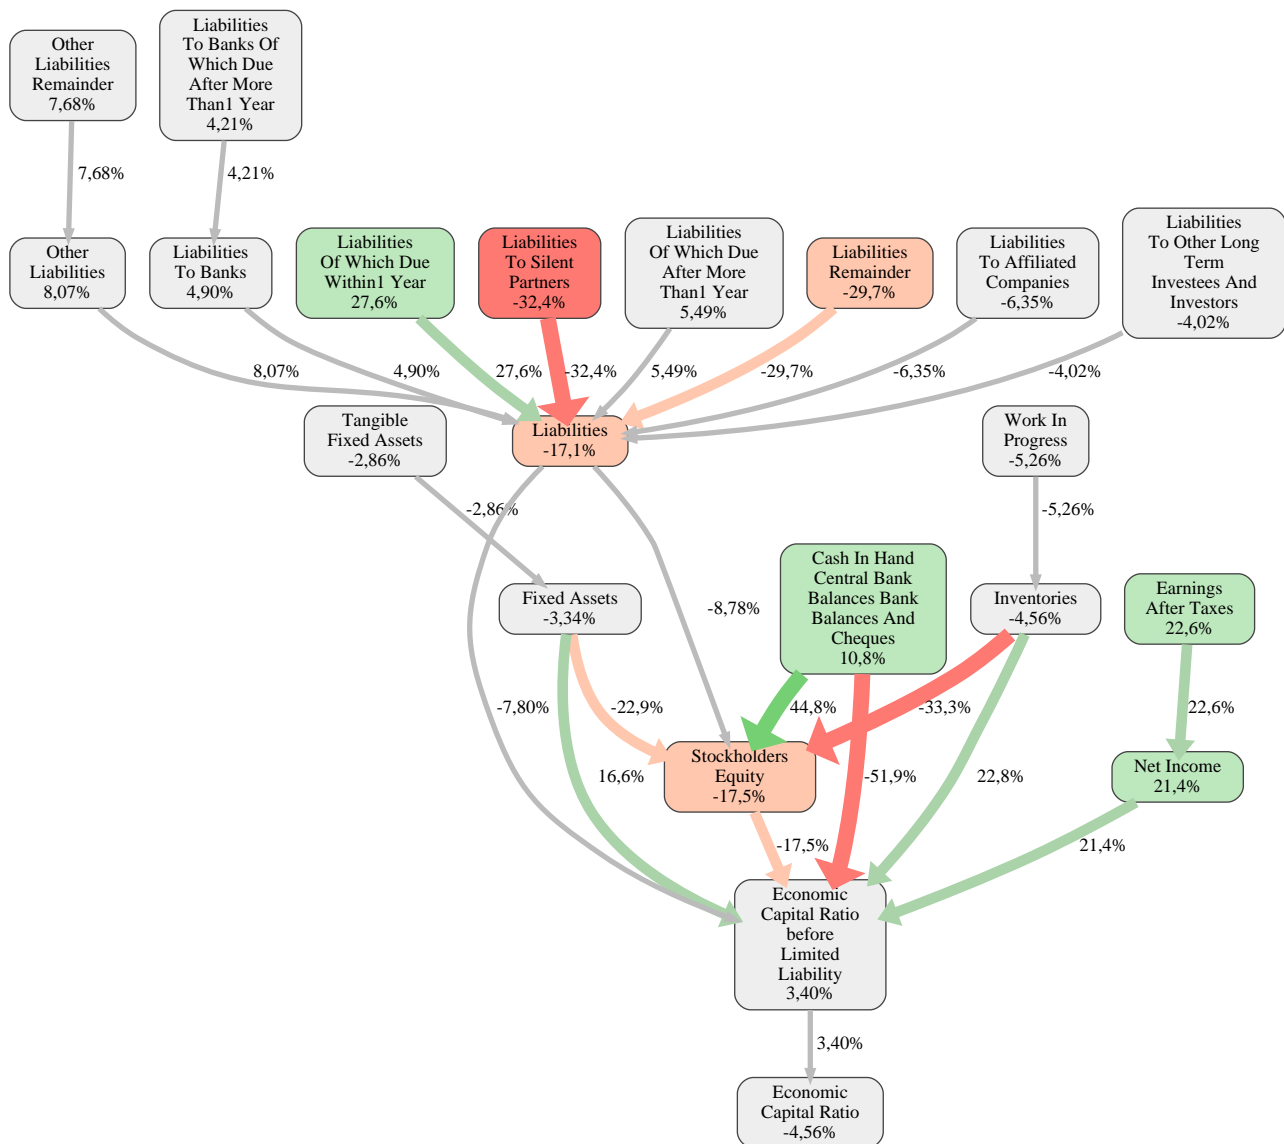 Other
Liabilities
Remainder
7,68%
Liabilities
To Banks Of
Which Due
After More
Than1 Year
4,21%
7,68%
4,21%
Other
Liabilities
8,07%
Liabilities
To Banks
4,90%
Liabilities
Of Which Due
Within1 Year
27,6%
Liabilities
To Silent
Partners
-32,4%
Liabilities
Of Which Due
After More
Than1 Year
5,49%
Liabilities
Remainder
-29,7%
Liabilities
To Affiliated
Companies
-6,35%
Liabilities
To Other Long
Term
Investees And
Investors
-4,02%
8,07%
4,90%
27,6%
-32,4%
5,49%
-29,7%
-6,35%
-4,02%
Tangible
Fixed Assets
-2,86%
Liabilities
-17,1%
Work In
Progress
-5,26%
-2,86%
-5,26%
Fixed Assets
-3,34%
-8,78%
Cash In Hand
Central Bank
Balances Bank
Balances And
Cheques
10,8%
Inventories
-4,56%
Earnings
After Taxes
22,6%
-7,80%
-22,9%
44,8%
-33,3%
22,6%
16,6%
Stockholders
Equity
-17,5%
-51,9%
22,8%
Net Income
21,4%
-17,5%
21,4%
Economic
Capital Ratio
before
Limited
Liability
3,40%
3,40%
Economic
Capital Ratio
-4,56%